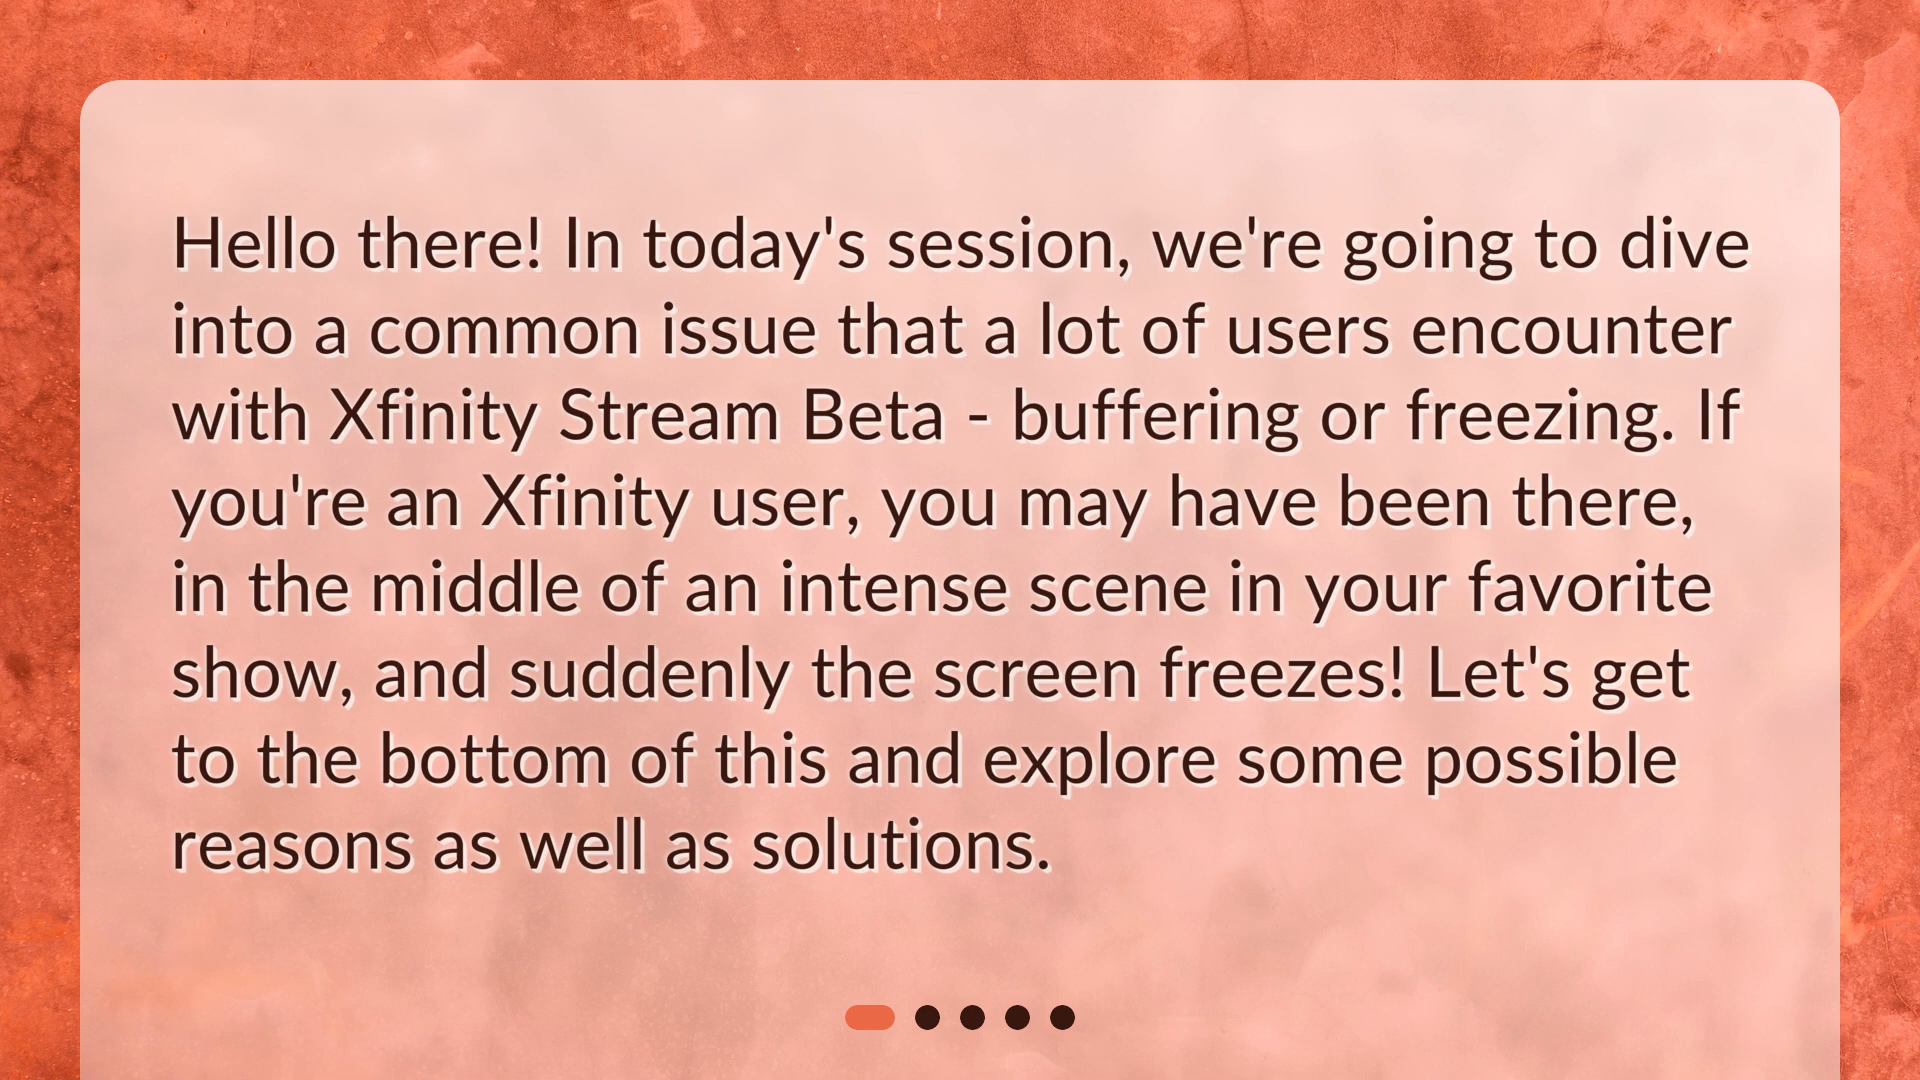 Hello there! In today's session, we're going to dive
into a common issue that a lot of users encounter
with Xfinity Stream Beta - buffering or freezing. If
you're an Xfinity user, you may have been there,
in the middle of an intense scene in your favorite
show, and suddenly the screen freezes! Let's get
to the bottom of this and explore some possible
reasons as well as solutions.